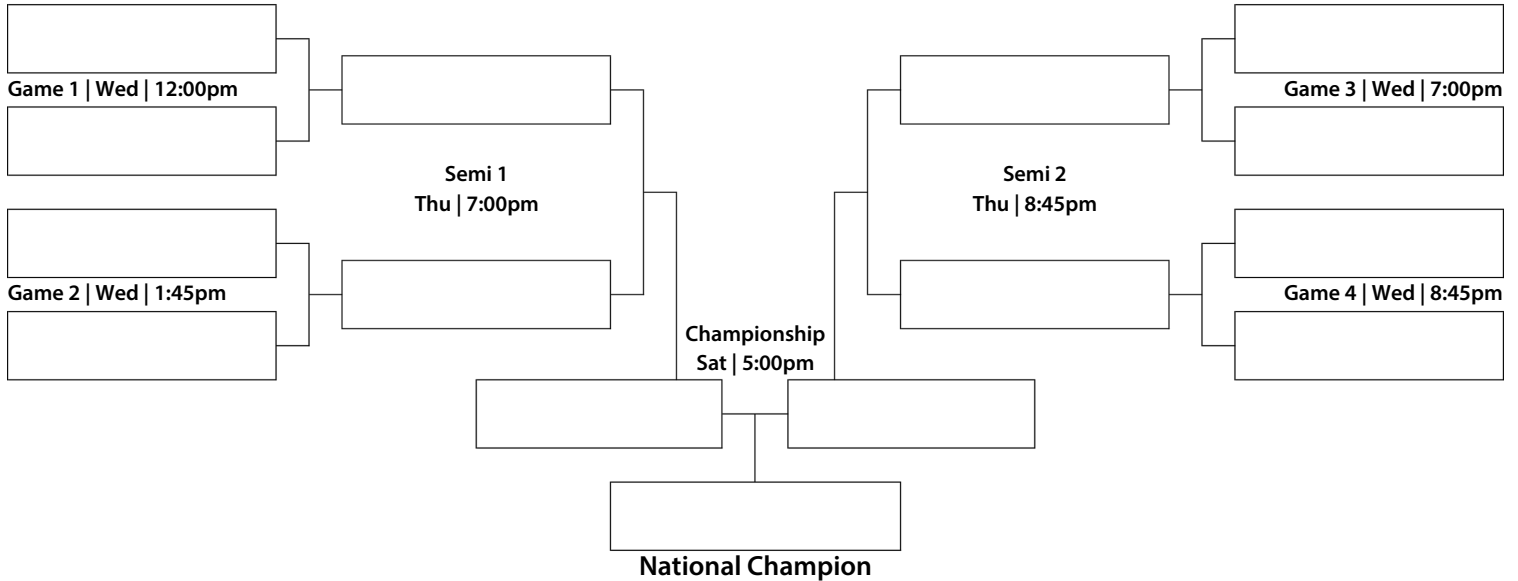 Game 1 | Wed | 12:00pm
Game 3 | Wed | 7:00pm
Semi 1
Thu | 7:00pm
Semi 2
Thu | 8:45pm
Game 2 | Wed | 1:45pm
Game 4 | Wed | 8:45pm
Championship
Sat | 5:00pm
National Champion